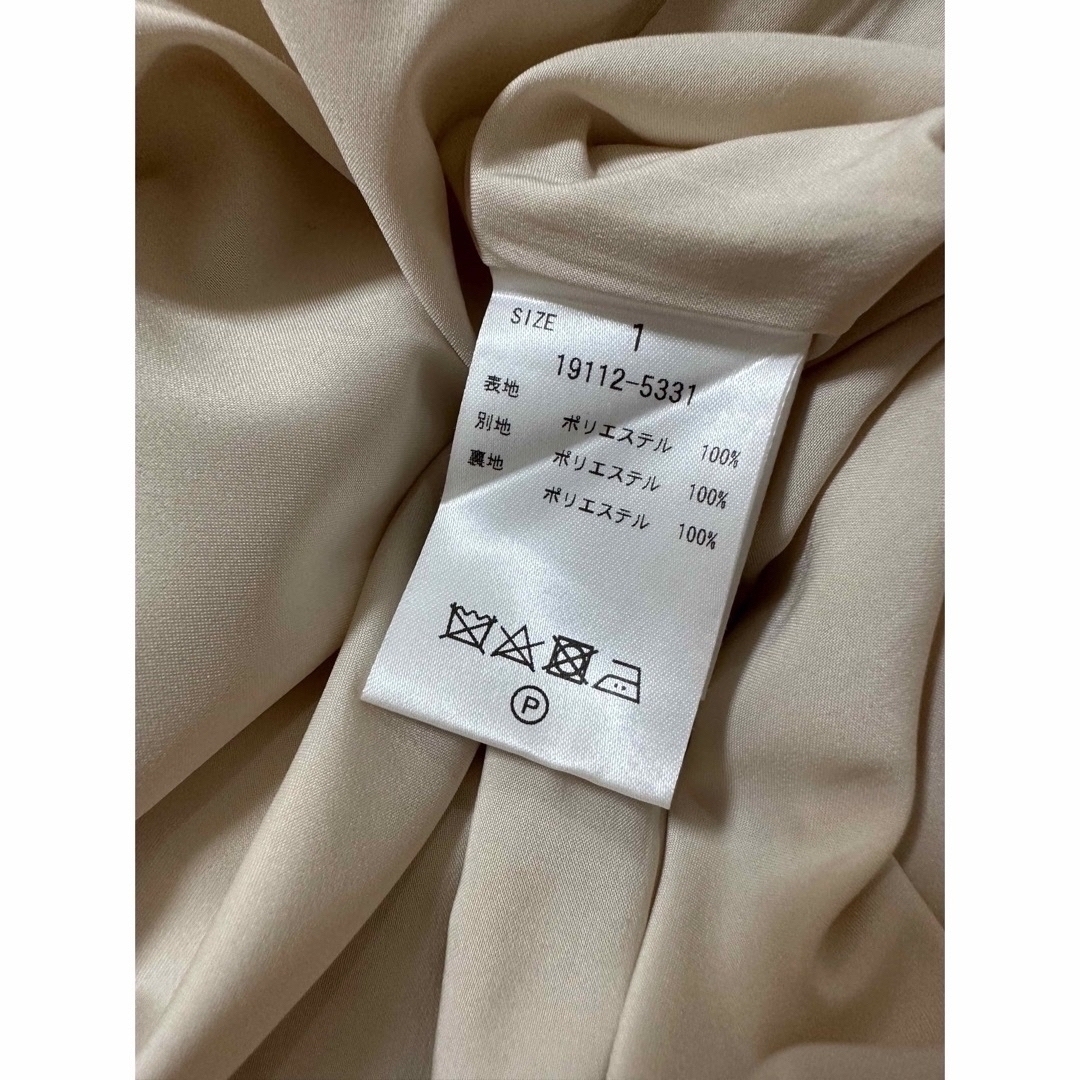 SIZE 1
19112-5331
表地 ポリエステル 100%
別地 ポリエステル 100%
裏地 ポリエステル 100%
P